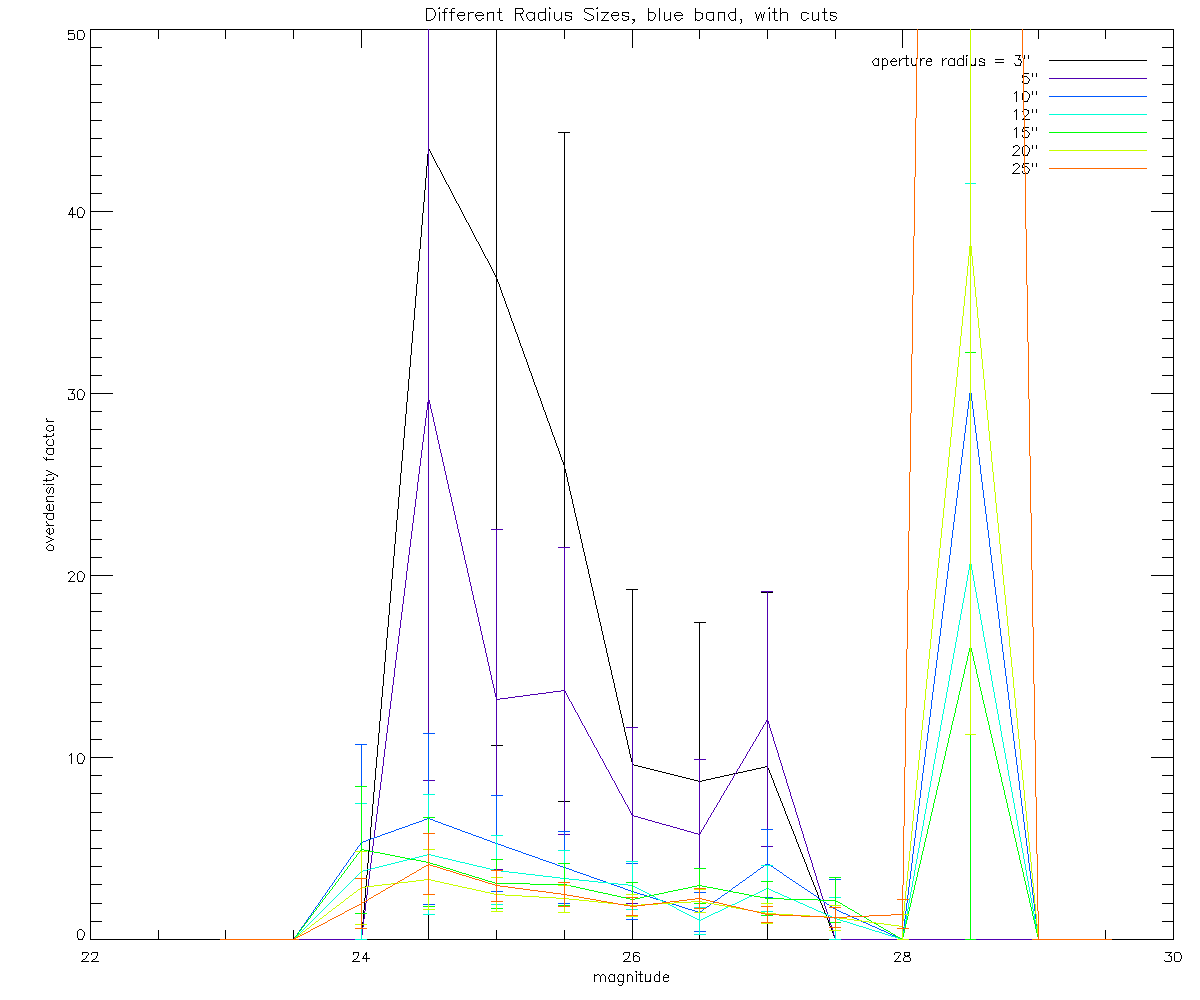 Different Radius Sizes, blue band, with cuts
aperture radius = 3"
5"
10"
12"
15"
20"
25"
50
40
30
20
10
0
overdensity factor
22 24 26 28 30
magnitude